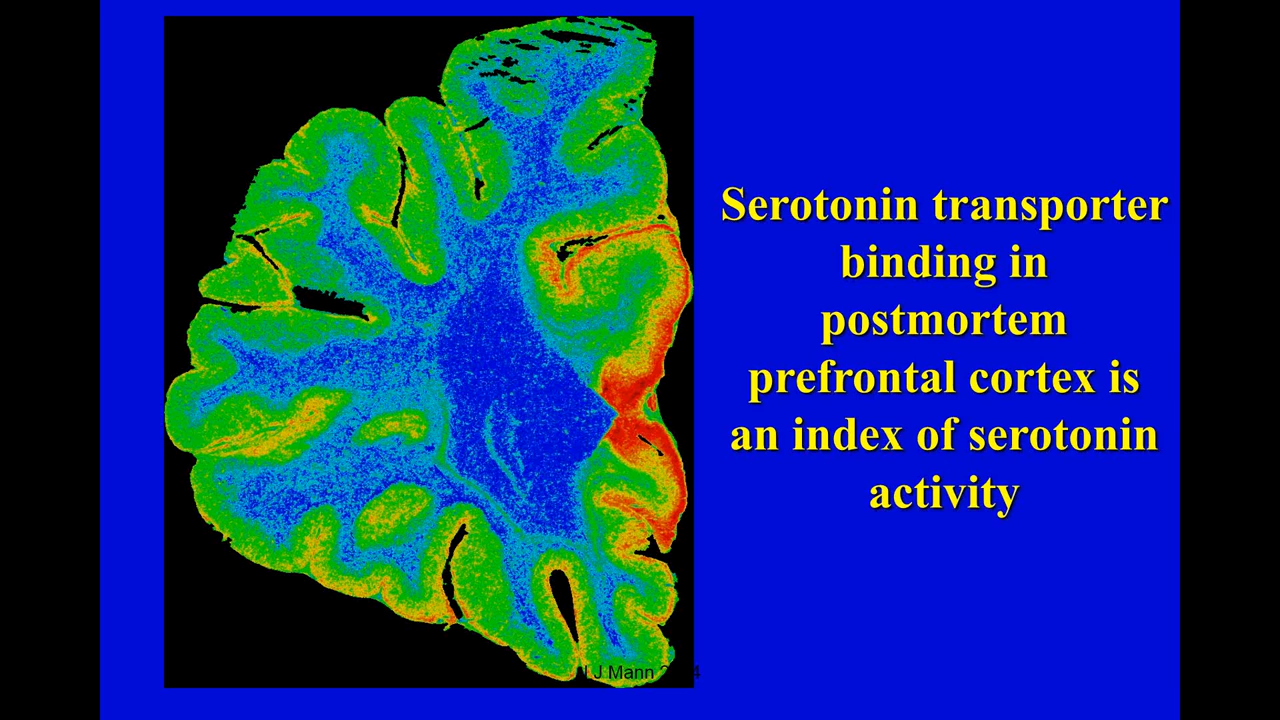 Serotonin transporter
binding in
postmortem
prefrontal cortex is
an index of serotonin
activity
J J Mann